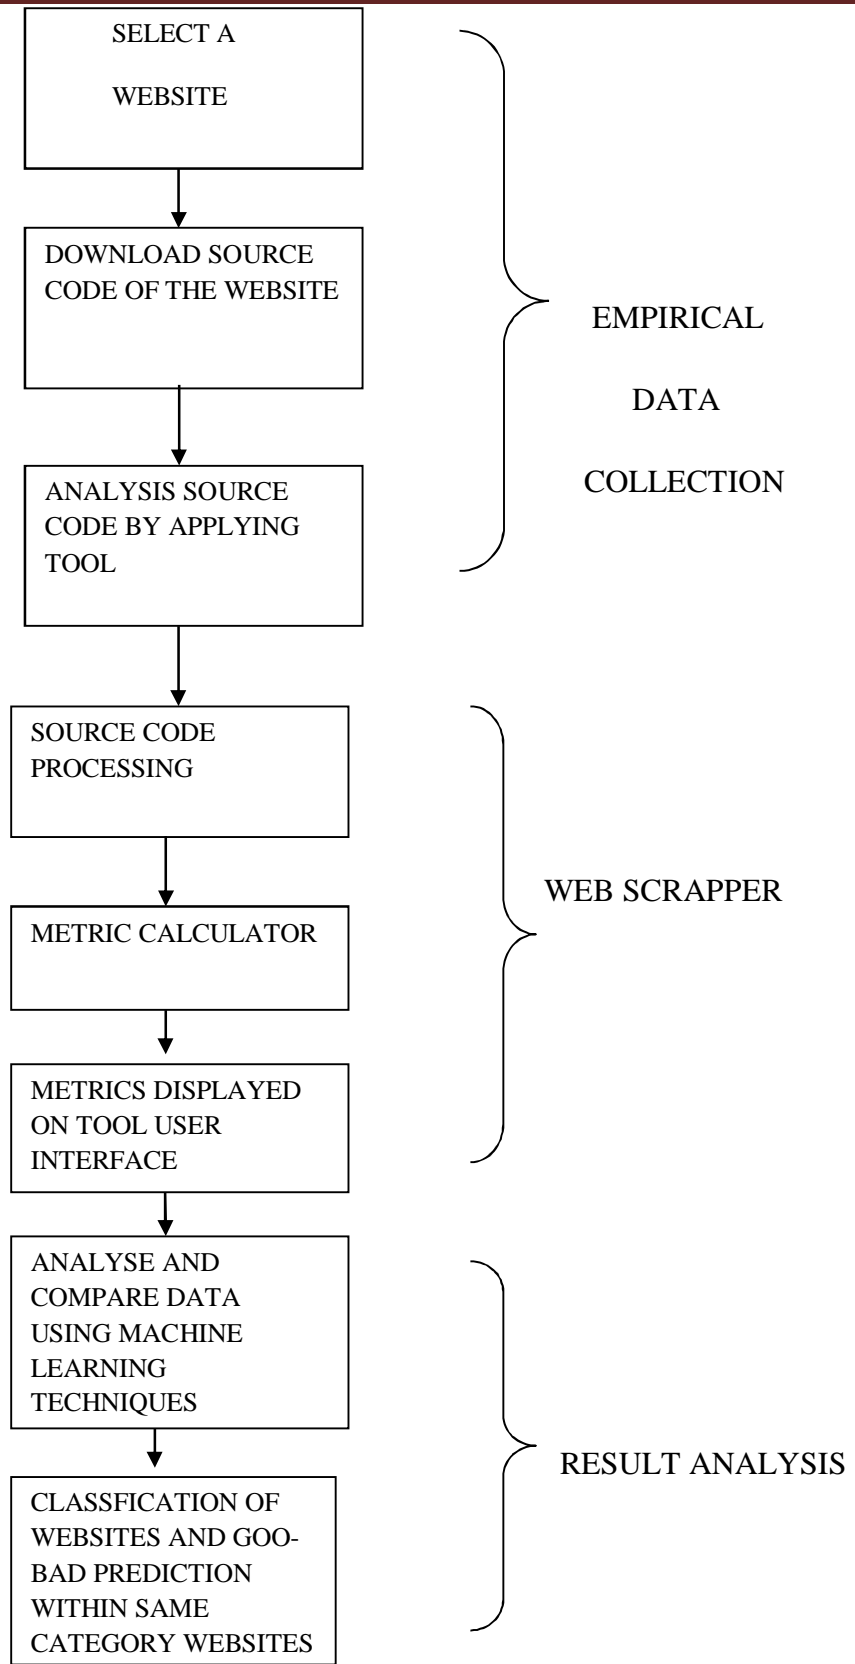 SELECT A
WEBSITE
DOWNLOAD SOURCE
CODE OF THE WEBSITE
EMPIRICAL
DATA
COLLECTION
ANALYSIS SOURCE
CODE BY APPLYING
TOOL
SOURCE CODE
PROCESSING
WEB SCRAPPER
METRIC CALCULATOR
METRICS DISPLAYED
ON TOOL USER
INTERFACE
ANALYSE AND
COMPARE DATA
USING MACHINE
LEARNING
TECHNIQUES
RESULT ANALYSIS
CLASSFICATION OF
WEBSITES AND GOO-
BAD PREDICTION
WITHIN SAME
CATEGORY WEBSITES